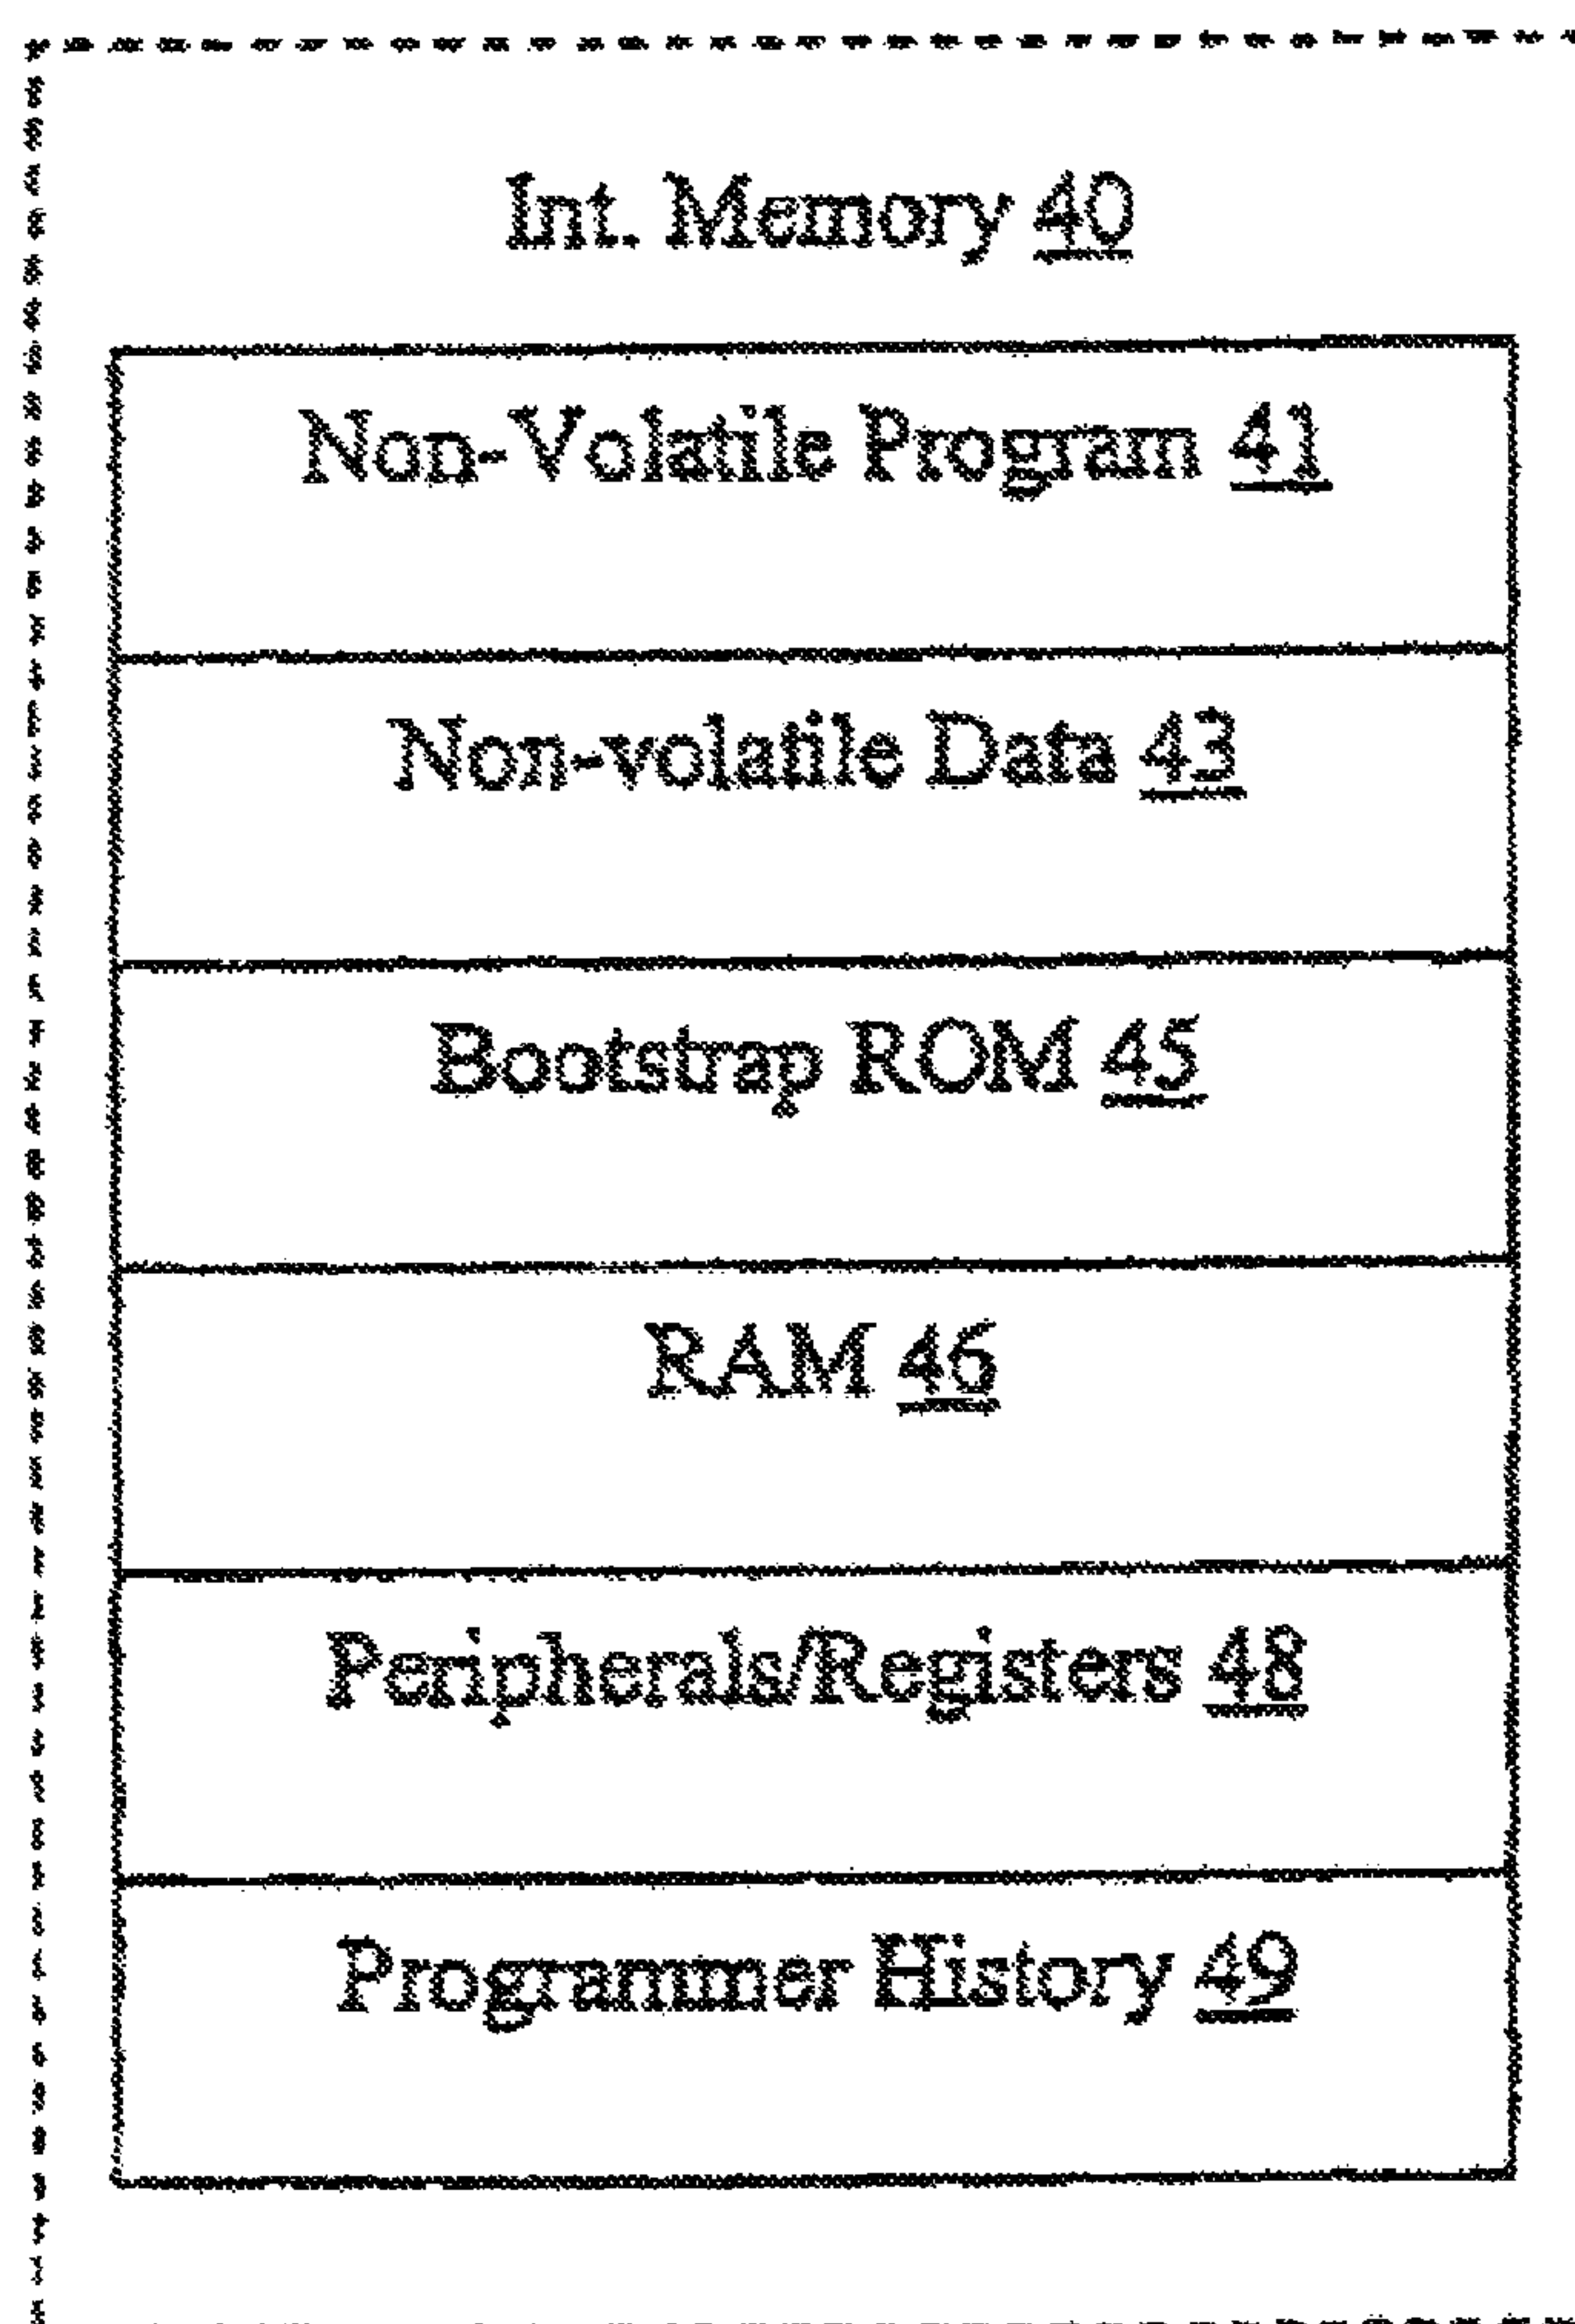 Int. Memory 40
Non-Volatile Program 41
Non-volatile Data 43
Bootstrap ROM 45
RAM 46
Peripherals/Registers 48
Programmer History 49